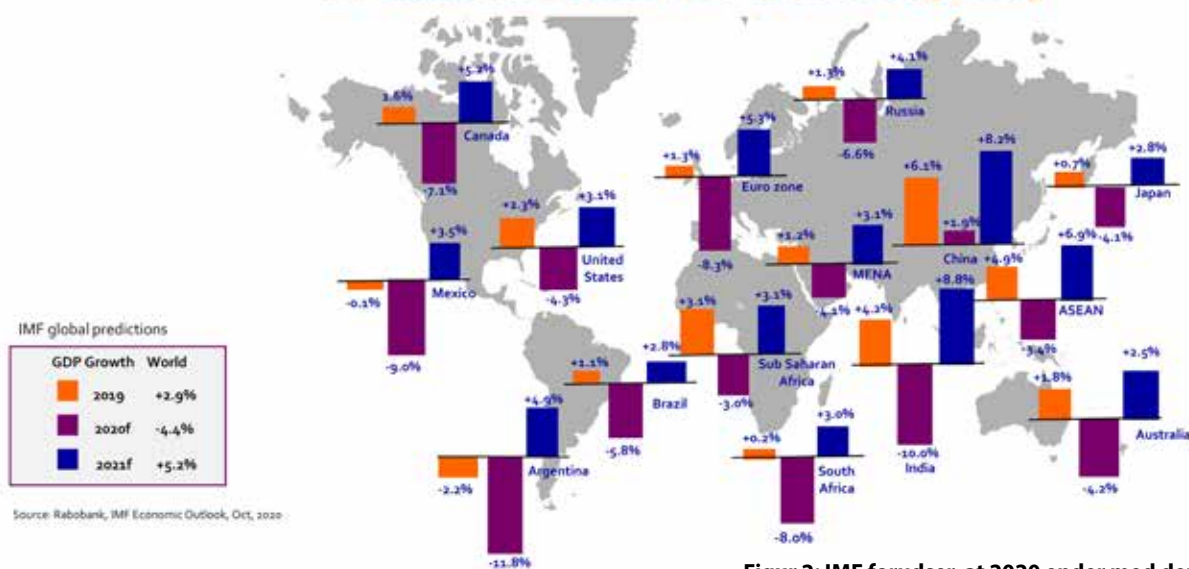 +5.2%
1.6%
Canada
-7.1%
+4.1%
+1.3%
Russia
-6.6%
+5.3%
+1.3%
Euro zone
-8.3%
+8.2%
+6.1%
+1.9%
China
+2.8%
+0.7%
Japan
-4.1%
+3.1%
+2.3%
United
States
-4.3%
+3.5%
Mexico
-0.1%
-9.0%
+3.1%
+1.2%
MENA
-4.1%
+6.9%
+4.9%
ASEAN
-3.4%
+8.8%
+4.2%
-10.0%
India
+3.1%
+3.1%
Sub Saharan
Africa
-3.0%
+2.8%
+1.1%
Brazil
-5.8%
+2.5%
+1.8%
Australia
-4.2%
+4.9%
Argentina
-2.2%
-11.8%
+3.0%
+0.2%
South
Africa
-8.0%
IMF global predictions
GDP Growth World
2019 +2.9%
2020f -4.4%
2021f +5.2%
Source: Rabobank, IMF Economic Outlook, Oct, 2020